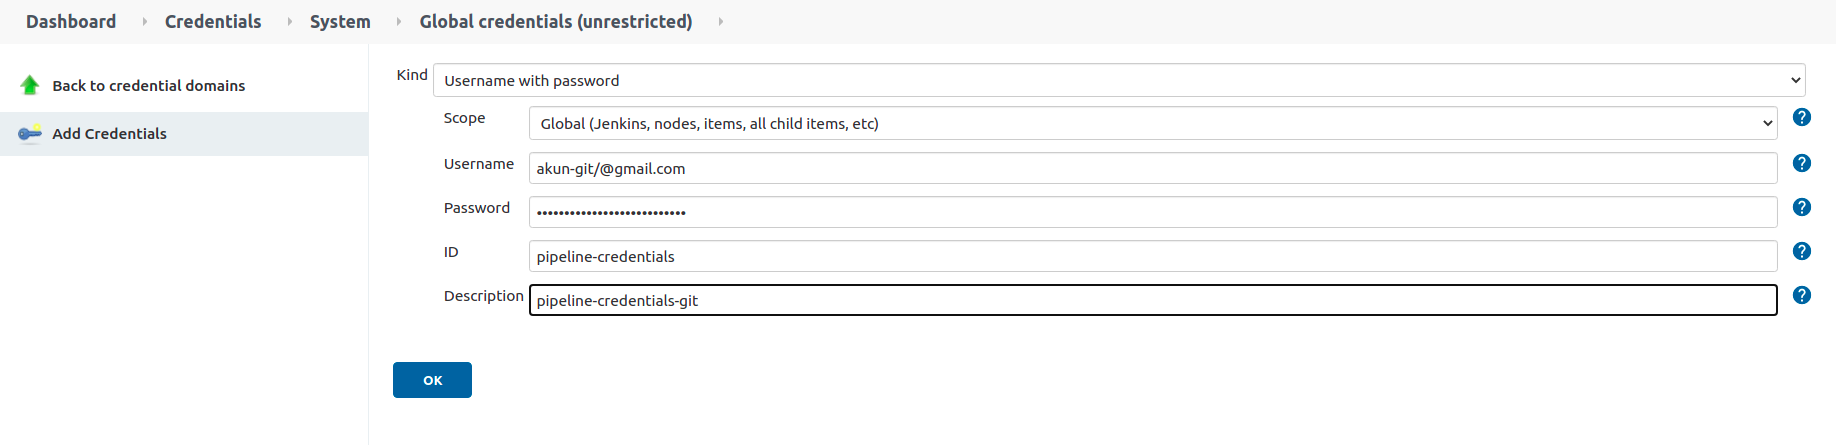 Dashboard Credentials System Global credentials (unrestricted)
Back to credential domains
Add Credentials
Kind Username with password
Scope Global (Jenkins, nodes, items, all child items, etc)
Username akun-git/@gmail.com
Password •••••••••••••••••••••••••••
ID pipeline-credentials
Description pipeline-credentials-git
OK